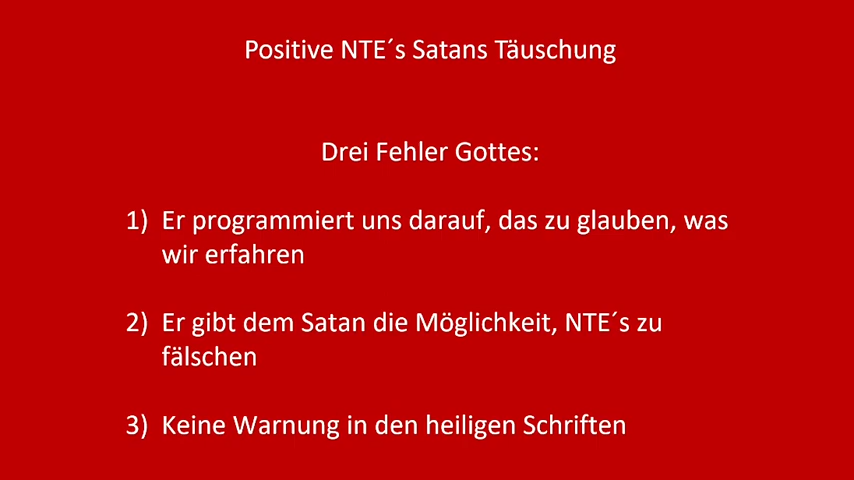 Positive NTE´s Satans Täuschung
Drei Fehler Gottes:
1) Er programmiert uns darauf, das zu glauben, was
wir erfahren
2) Er gibt dem Satan die Möglichkeit, NTE´s zu
fälschen
3) Keine Warnung in den heiligen Schriften